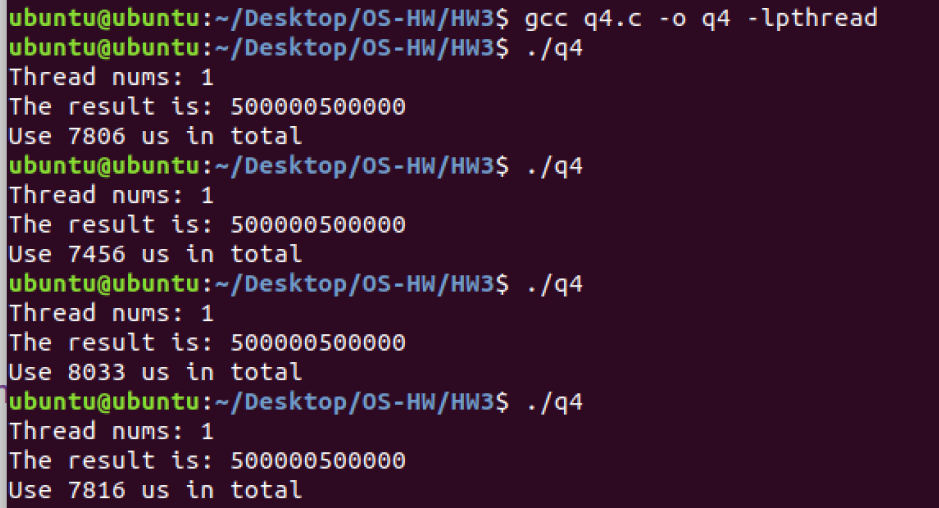 ubuntu@ubuntu:~/Desktop/OS-HW/HW3$ gcc q4.c -o q4 -lpthread
ubuntu@ubuntu:~/Desktop/OS-HW/HW3$ ./q4
Thread nums: 1
The result is: 500000500000
Use 7806 us in total
ubuntu@ubuntu:~/Desktop/OS-HW/HW3$ ./q4
Thread nums: 1
The result is: 500000500000
Use 7456 us in total
ubuntu@ubuntu:~/Desktop/OS-HW/HW3$ ./q4
Thread nums: 1
The result is: 500000500000
Use 8033 us in total
ubuntu@ubuntu:~/Desktop/OS-HW/HW3$ ./q4
Thread nums: 1
The result is: 500000500000
Use 7816 us in total